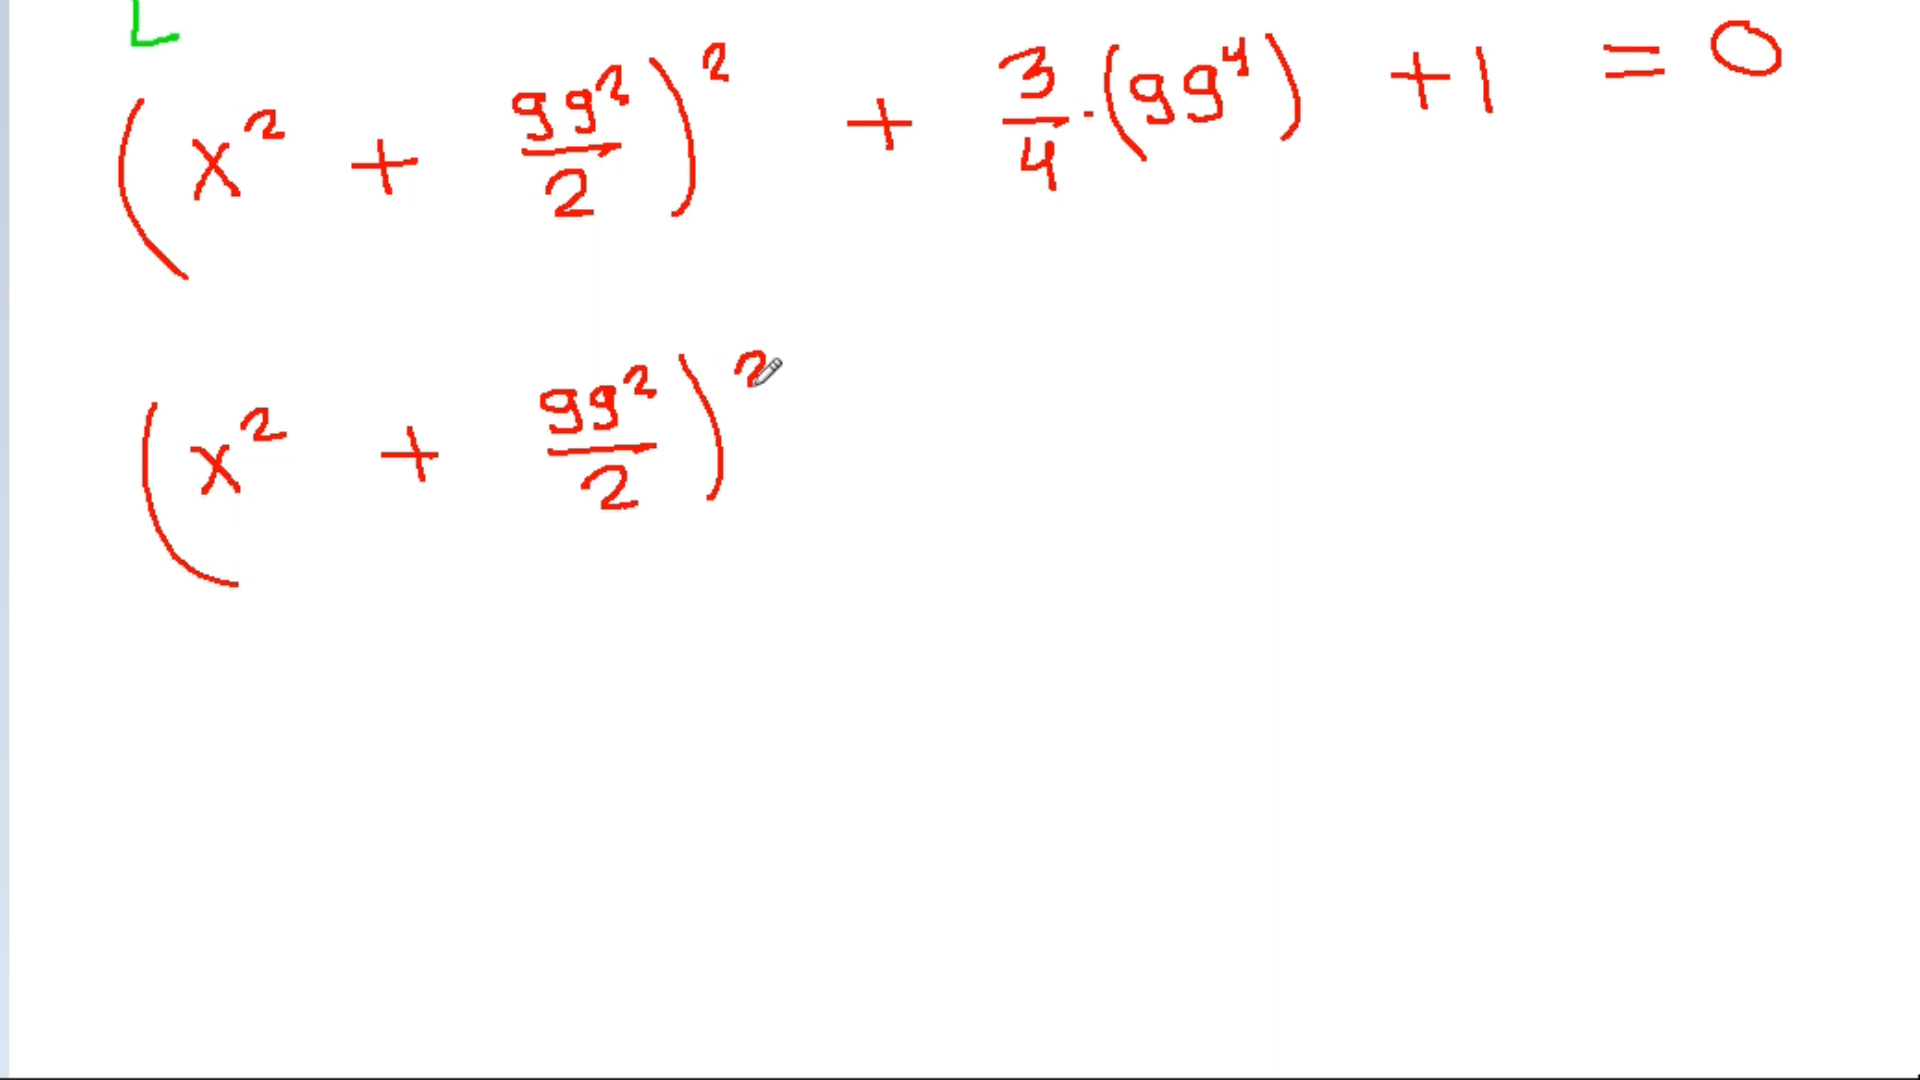 (x² + 99²/2)² + 3/4 · (99⁴) + 1 = 0
(x² + 99²/2)²